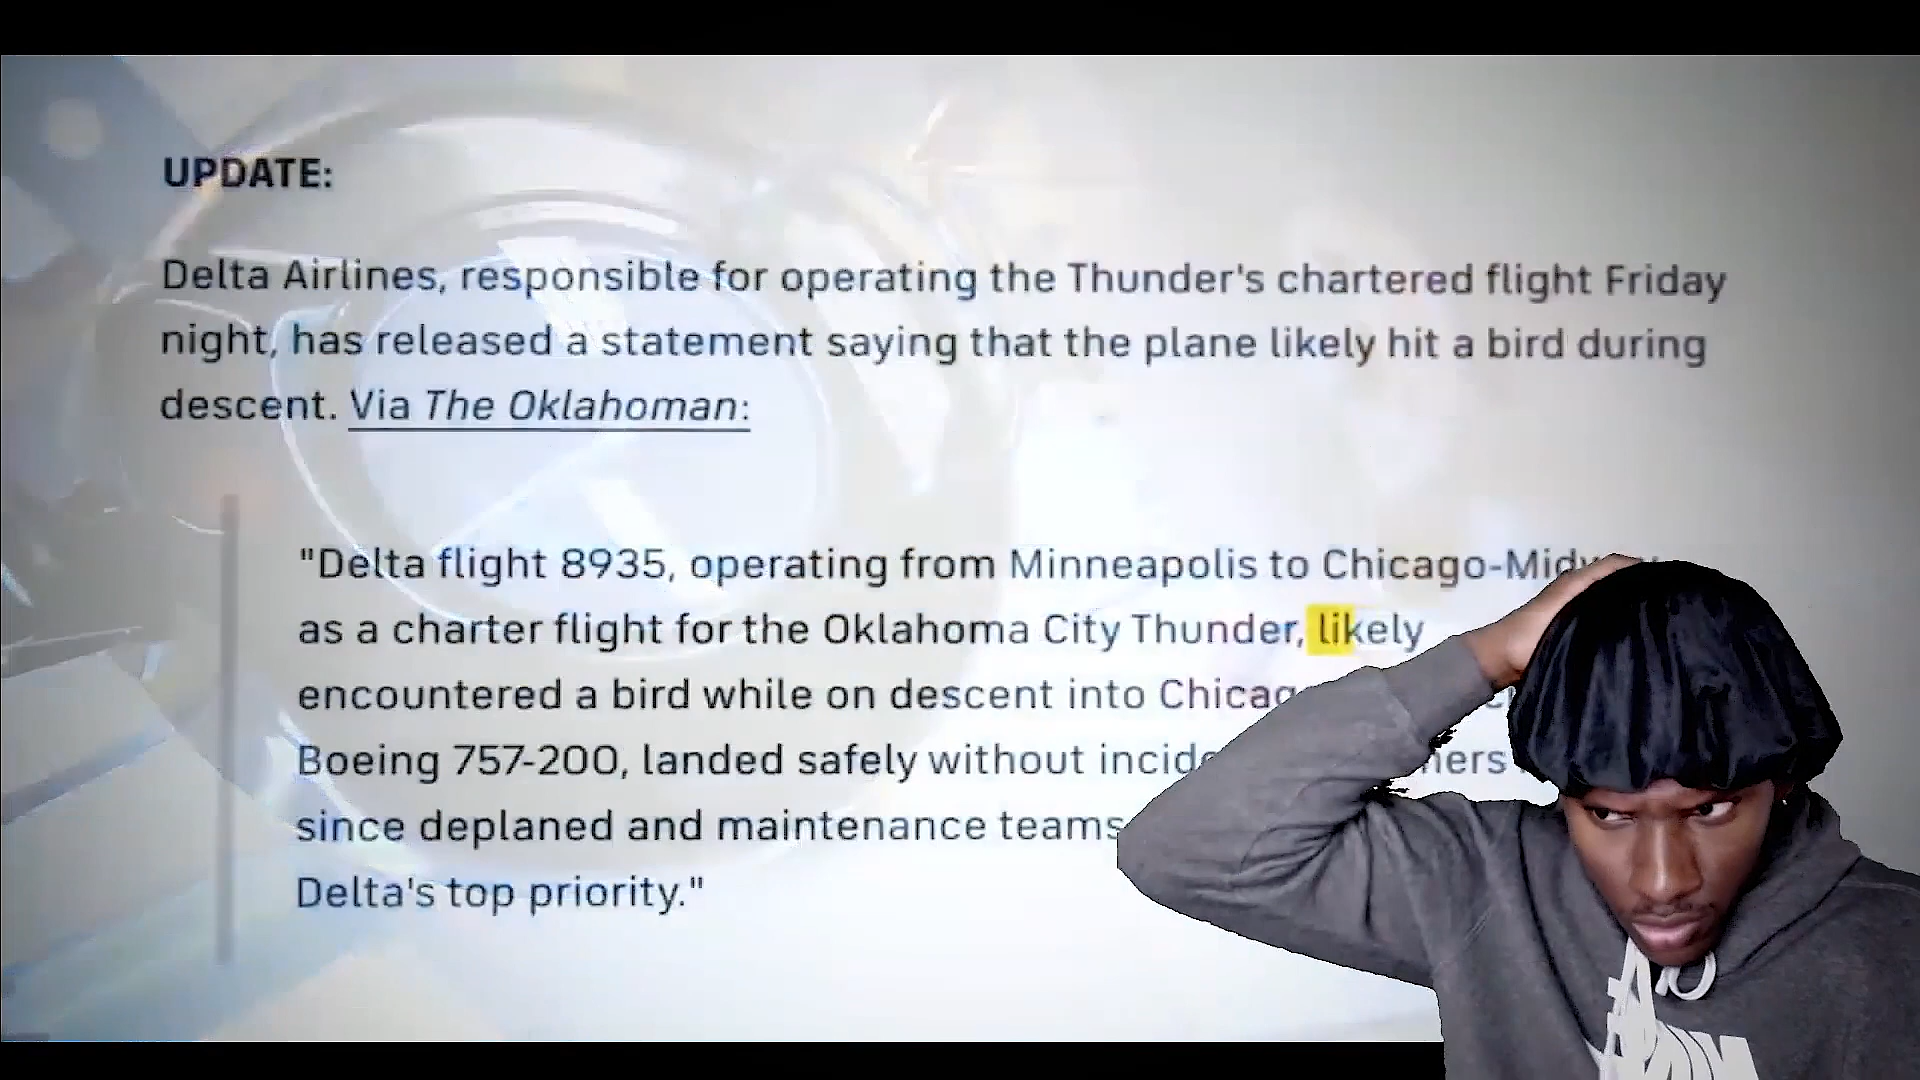 UPDATE:
Delta Airlines, responsible for operating the Thunder's chartered flight Friday
night, has released a statement saying that the plane likely hit a bird during
descent. Via The Oklahoman:
"Delta flight 8935, operating from Minneapolis to
as a charter flight for the Oklahoma City Thunder, likely
encountered a bird while on descent into
Boeing 757-200, landed safely without
since deplaned and maintenance teams
Delta's top priority."